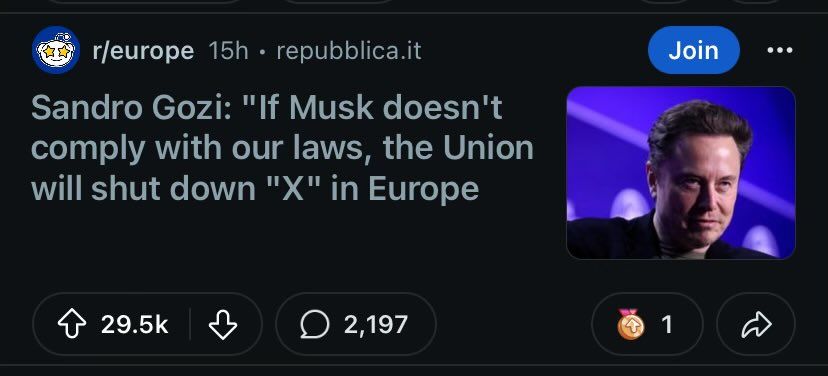 r/europe 15h • repubblica.it
Join
Sandro Gozi: "If Musk doesn't
comply with our laws, the Union
will shut down "X" in Europe
29.5k
2,197
1